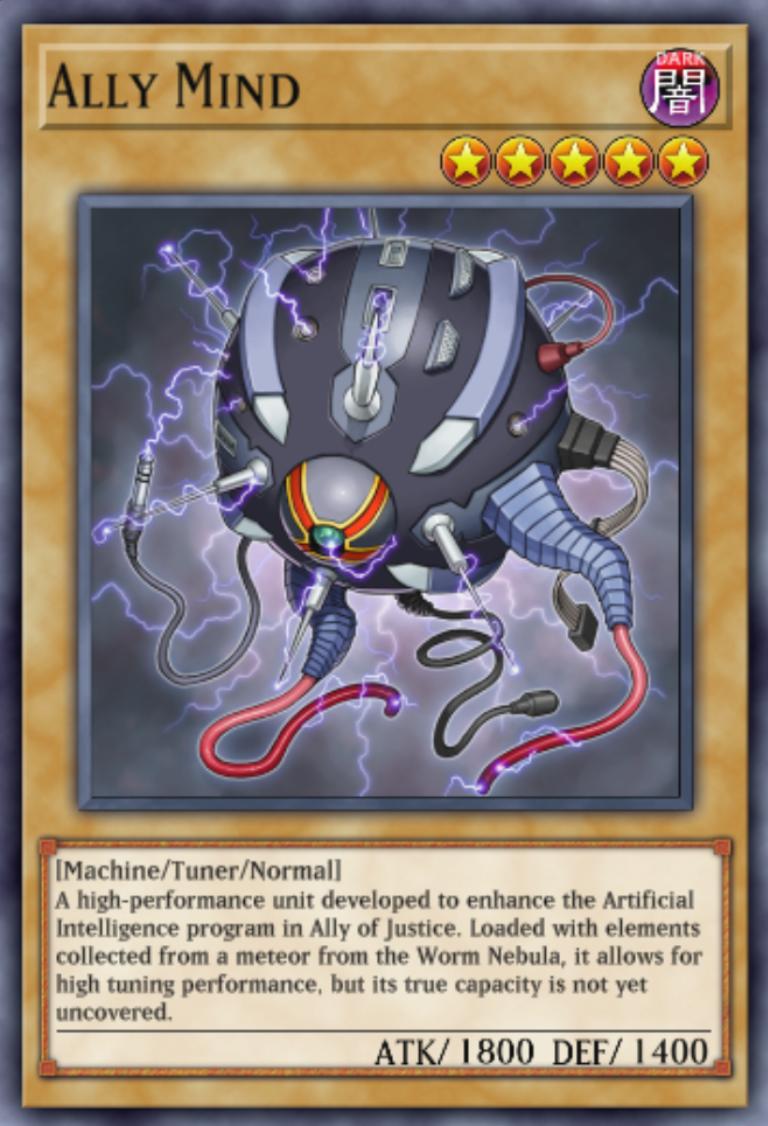 ALLY MIND
DARK
闇
[Machine/Tuner/Normal]
A high-performance unit developed to enhance the Artificial
Intelligence program in Ally of Justice. Loaded with elements
collected from a meteor from the Worm Nebula, it allows for
high tuning performance, but its true capacity is not yet
uncovered.
ATK/ 1800 DEF/ 1400